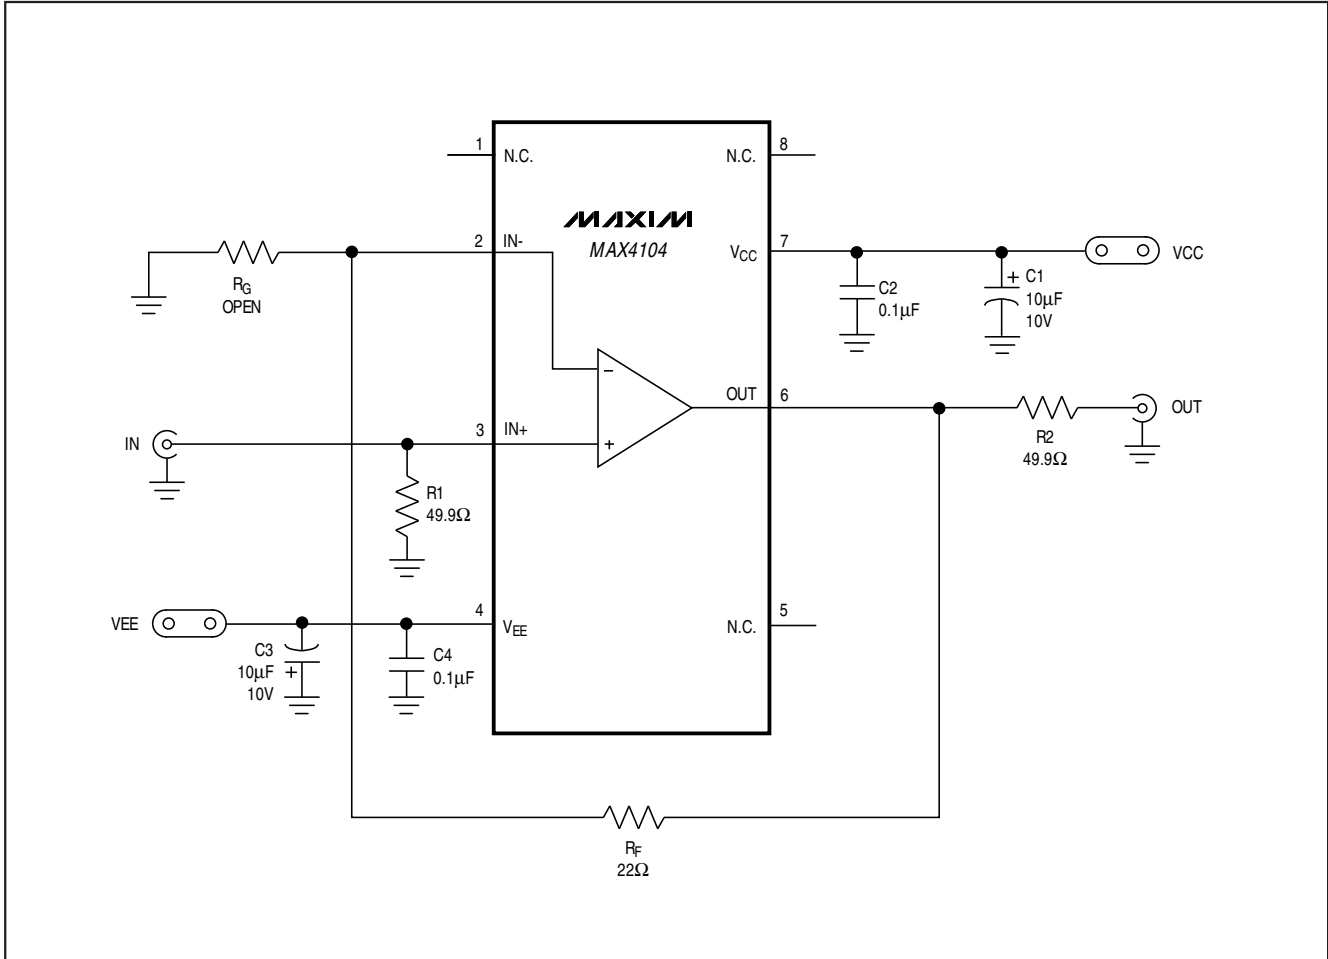 1
N.C.
8
N.C.
MAXIM
MAX4104
2
IN-
7
VCC
VCC
RG
OPEN
C2
0.1µF
+
C1
10µF
10V
−
OUT
6
OUT
R2
49.9Ω
IN
3
IN+
+
R1
49.9Ω
VEE
4
VEE
5
N.C.
C3
10µF
+
10V
C4
0.1µF
RF
22Ω